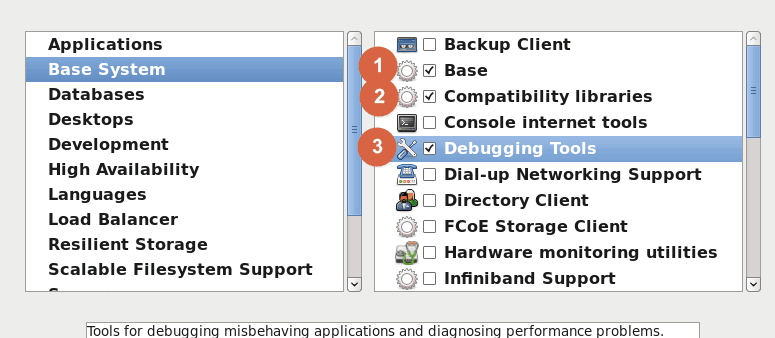 Applications
Base System
Databases
Desktops
Development
High Availability
Languages
Load Balancer
Resilient Storage
Scalable Filesystem Support
Backup Client
1 Base
2 Compatibility libraries
Console internet tools
3 Debugging Tools
Dial-up Networking Support
Directory Client
FCoE Storage Client
Hardware monitoring utilities
Infiniband Support
Tools for debugging misbehaving applications and diagnosing performance problems.